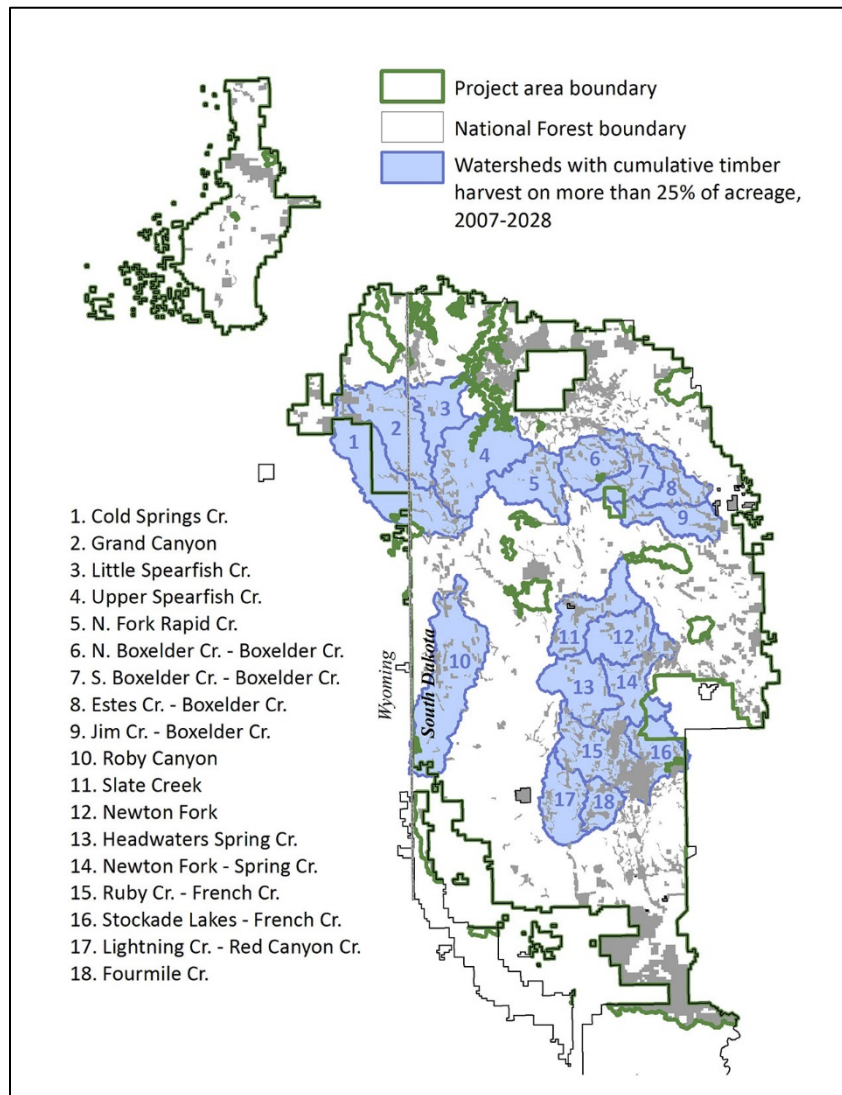 Project area boundary
National Forest boundary
Watersheds with cumulative timber
harvest on more than 25% of acreage,
2007-2028
1
2
3
4
5
6
7
8
9
10
11
12
13
14
15
16
17
18
Wyoming
South Dakota
1. Cold Springs Cr.
2. Grand Canyon
3. Little Spearfish Cr.
4. Upper Spearfish Cr.
5. N. Fork Rapid Cr.
6. N. Boxelder Cr. - Boxelder Cr.
7. S. Boxelder Cr. - Boxelder Cr.
8. Estes Cr. - Boxelder Cr.
9. Jim Cr. - Boxelder Cr.
10. Roby Canyon
11. Slate Creek
12. Newton Fork
13. Headwaters Spring Cr.
14. Newton Fork - Spring Cr.
15. Ruby Cr. - French Cr.
16. Stockade Lakes - French Cr.
17. Lightning Cr. - Red Canyon Cr.
18. Fourmile Cr.